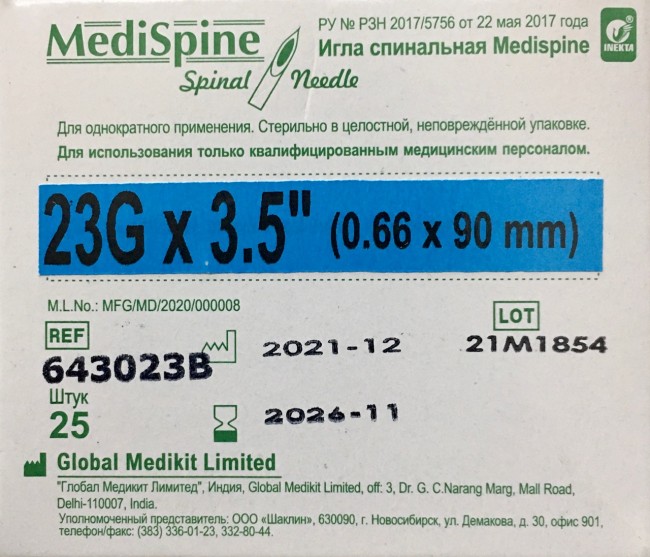 MediSpine
Spinal Needle
РУ № РЗН 2017/5756 от 22 мая 2017 года
Игла спинальная Medispine
INEKTA
Для однократного применения. Стерильно в целостной, неповреждённой упаковке.
Для использования только квалифицированным медицинским персоналом.
23G x 3.5" (0.66 x 90 mm)
M.L.No.: MFG/MD/2020/000008
REF
643023B
2021-12
LOT
21M1854
Штук
25
2026-11
Global Medikit Limited
"Глобал Медикит Лимитед", Индия, Global Medikit Limited, off: 3, Dr. G. C.Narang Marg, Mall Road,
Delhi-110007, India.
Уполномоченный представитель: ООО «Шаклин», 630090, г. Новосибирск, ул. Демакова, д. 30, офис 901,
телефон/факс: (383) 336-01-23, 332-80-44.